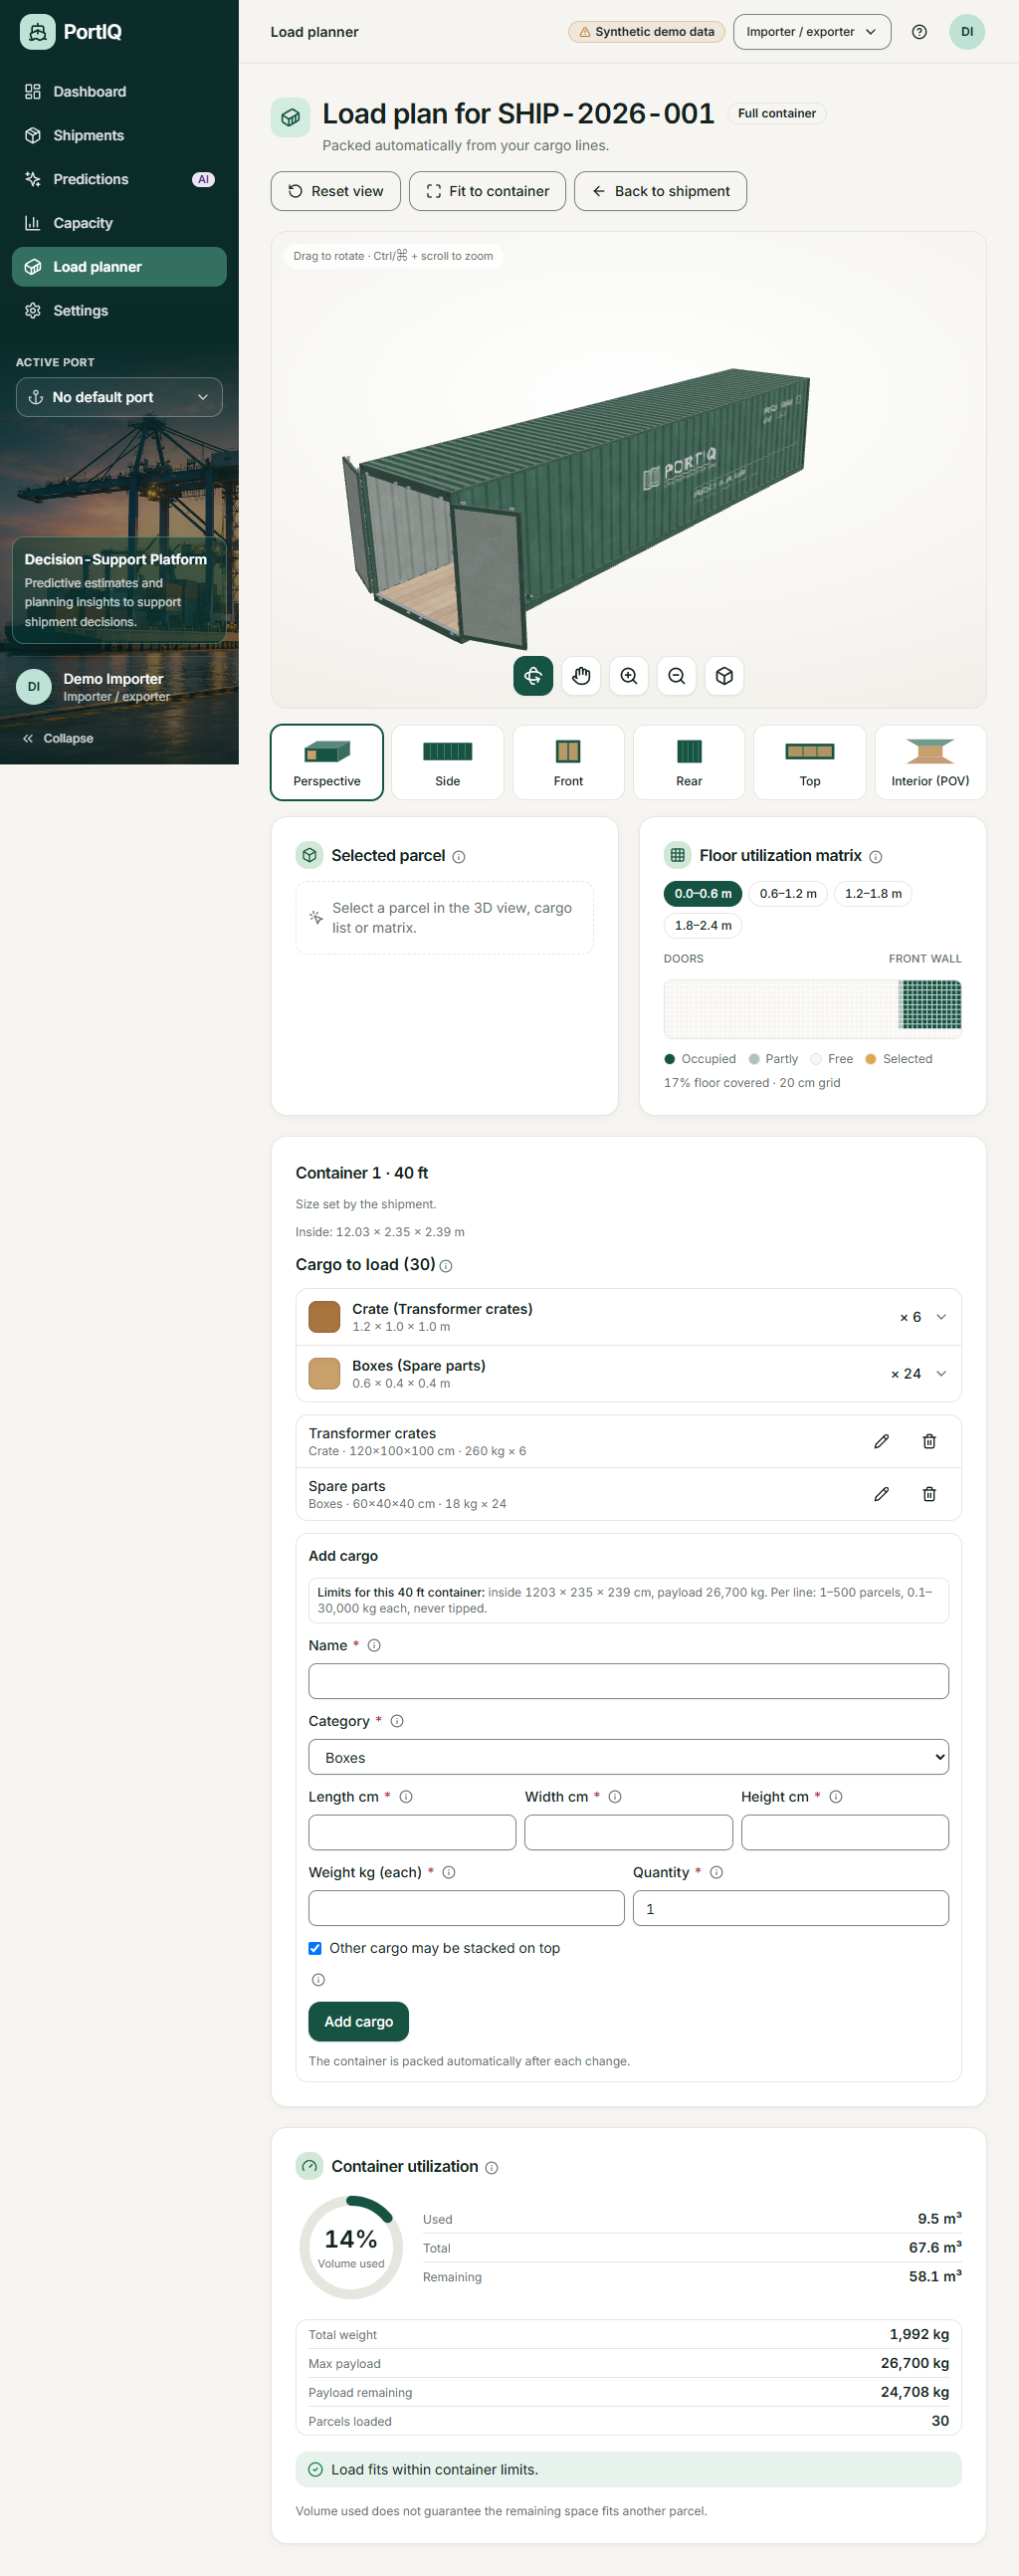 PortIQ
Load planner
Synthetic demo data
Importer / exporter
DI
Dashboard
Shipments
Predictions
AI
Capacity
Load planner
Settings
ACTIVE PORT
No default port
Decision-Support Platform
Predictive estimates and
planning insights to support
shipment decisions.
DI
Demo Importer
Importer / exporter
Collapse
Load plan for SHIP-2026-001
Full container
Packed automatically from your cargo lines.
Reset view
Fit to container
Back to shipment
Drag to rotate · Ctrl/⌘ + scroll to zoom
PORTIQ
Perspective
Side
Front
Rear
Top
Interior (POV)
Selected parcel
Select a parcel in the 3D view, cargo
list or matrix.
Floor utilization matrix
0.0–0.6 m
0.6–1.2 m
1.2–1.8 m
1.8–2.4 m
DOORS
FRONT WALL
Occupied
Partly
Free
Selected
17% floor covered · 20 cm grid
Container 1 · 40 ft
Size set by the shipment.
Inside: 12.03 × 2.35 × 2.39 m
Cargo to load (30)
Crate (Transformer crates)
1.2 × 1.0 × 1.0 m
× 6
Boxes (Spare parts)
0.6 × 0.4 × 0.4 m
× 24
Transformer crates
Crate · 120×100×100 cm · 260 kg × 6
Spare parts
Boxes · 60×40×40 cm · 18 kg × 24
Add cargo
Limits for this 40 ft container: inside 1203 × 235 × 239 cm, payload 26,700 kg. Per line: 1–500 parcels, 0.1–
30,000 kg each, never tipped.
Name *
Category *
Boxes
Length cm *
Width cm *
Height cm *
Weight kg (each) *
Quantity *
1
Other cargo may be stacked on top
Add cargo
The container is packed automatically after each change.
Container utilization
14%
Volume used
Used
9.5 m³
Total
67.6 m³
Remaining
58.1 m³
Total weight
1,992 kg
Max payload
26,700 kg
Payload remaining
24,708 kg
Parcels loaded
30
Load fits within container limits.
Volume used does not guarantee the remaining space fits another parcel.